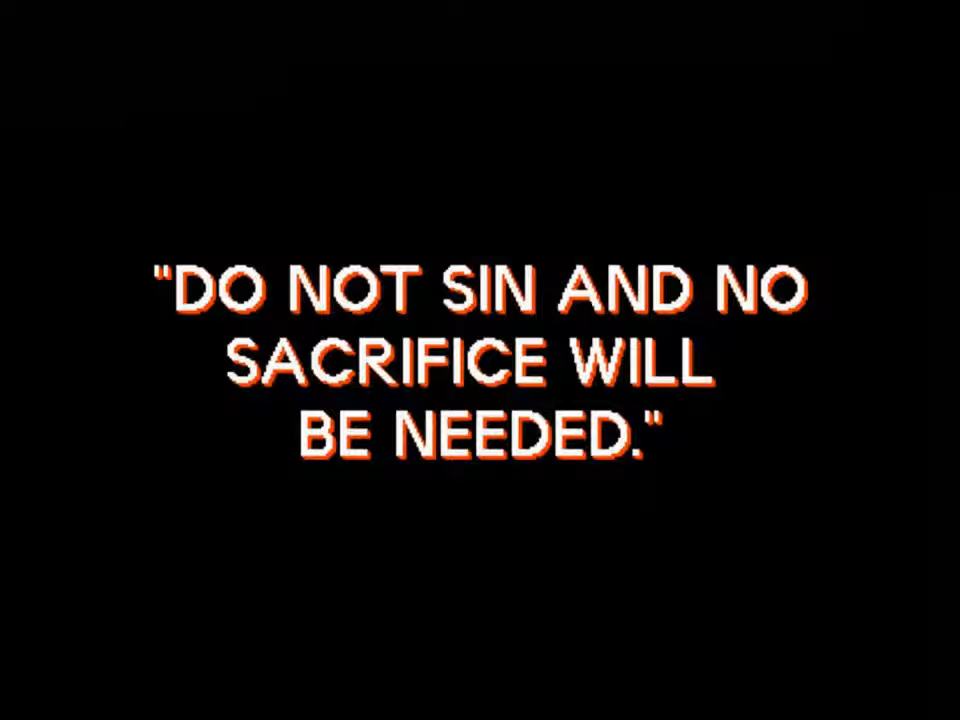 "DO NOT SIN AND NO
SACRIFICE WILL
BE NEEDED."